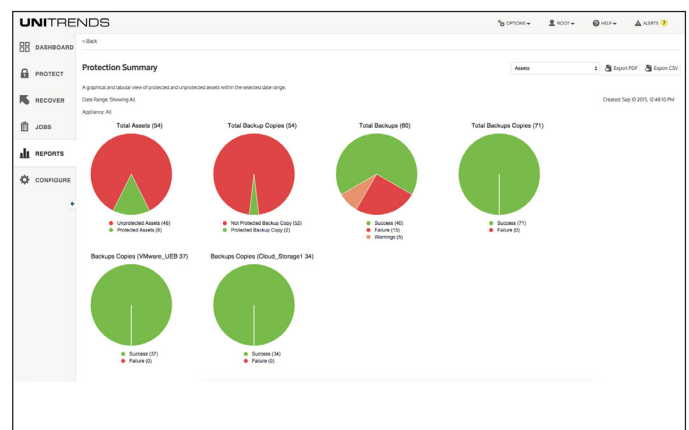 UNITRENDS
OPTIONS
ROOT
HELP
ALERTS 7
DASHBOARD
PROTECT
RECOVER
JOBS
REPORTS
CONFIGURE
< Back
Protection Summary
Assets
Export PDF
Export CSV
A graphical and tabular view of protected and unprotected assets within the selected date range.
Date Range: Showing All
Created: Sep 10 2015, 12:48:10 PM
Appliance: All
Total Assets (54)
Unprotected Assets (46)
Protected Assets (8)
Total Backup Copies (54)
Not Protected Backup Copy (52)
Protected Backup Copy (2)
Total Backups (60)
Success (40)
Failure (15)
Warnings (5)
Total Backups Copies (71)
Success (71)
Failure (0)
Backups Copies (VMware_UEB 37)
Success (37)
Failure (0)
Backups Copies (Cloud_Storage1 34)
Success (34)
Failure (0)